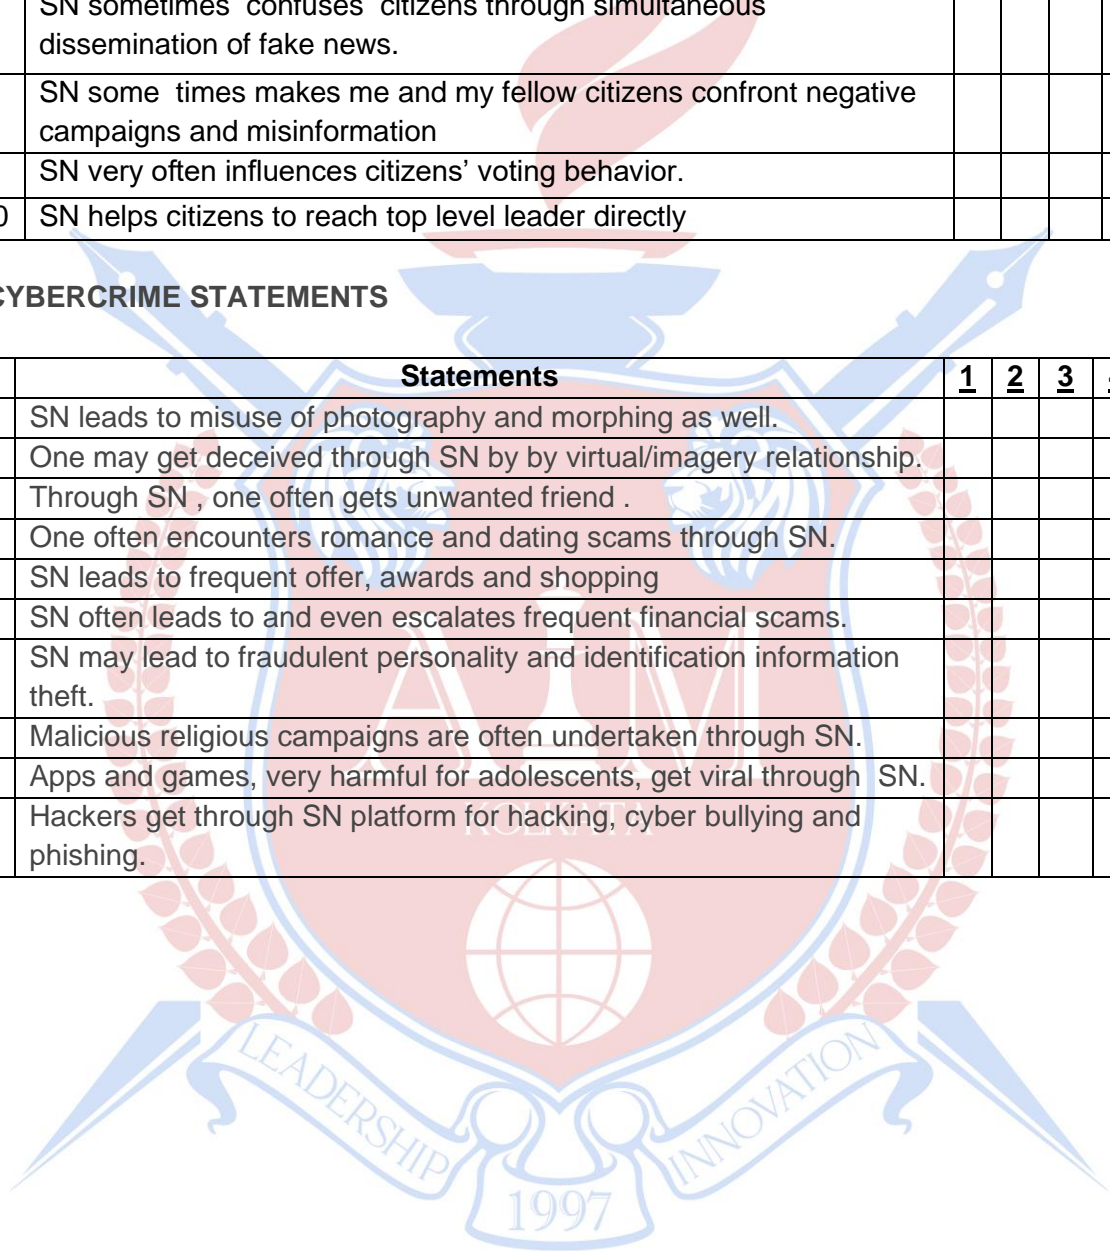 SN sometimes confuses citizens through simultaneous
dissemination of fake news.
SN some times makes me and my fellow citizens confront negative
campaigns and misinformation
SN very often influences citizens' voting behavior.
0 SN helps citizens to reach top level leader directly
CYBERCRIME STATEMENTS
Statements 1 2 3
SN leads to misuse of photography and morphing as well.
One may get deceived through SN by by virtual/imagery relationship.
Through SN , one often gets unwanted friend .
One often encounters romance and dating scams through SN.
SN leads to frequent offer, awards and shopping
SN often leads to and even escalates frequent financial scams.
SN may lead to fraudulent personality and identification information
theft.
Malicious religious campaigns are often undertaken through SN.
Apps and games, very harmful for adolescents, get viral through SN.
Hackers get through SN platform for hacking, cyber bullying and
phishing.
AIM
KOLKATA
LEADERSHIP
INNOVATION
1997